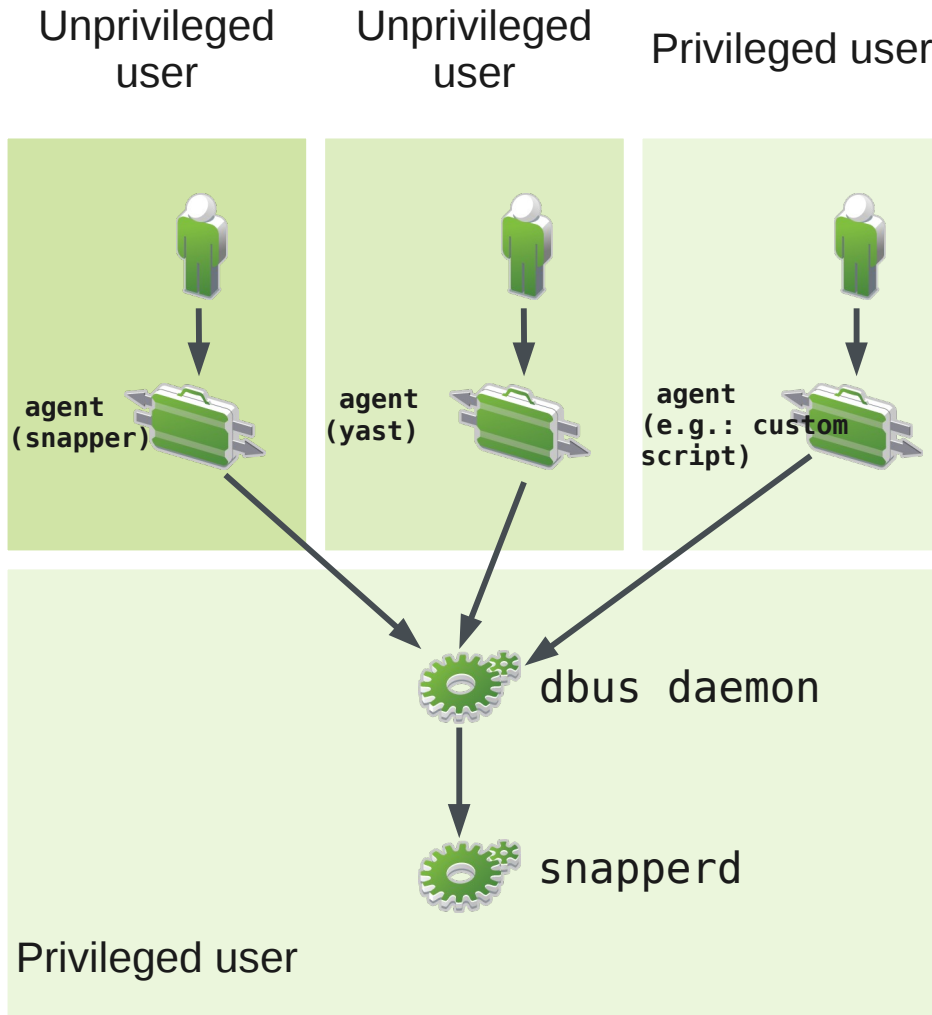 Unprivileged
user
Unprivileged
user
Privileged user
agent
(snapper)
agent
(yast)
agent
(e.g.: custom
script)
dbus daemon
snapperd
Privileged user